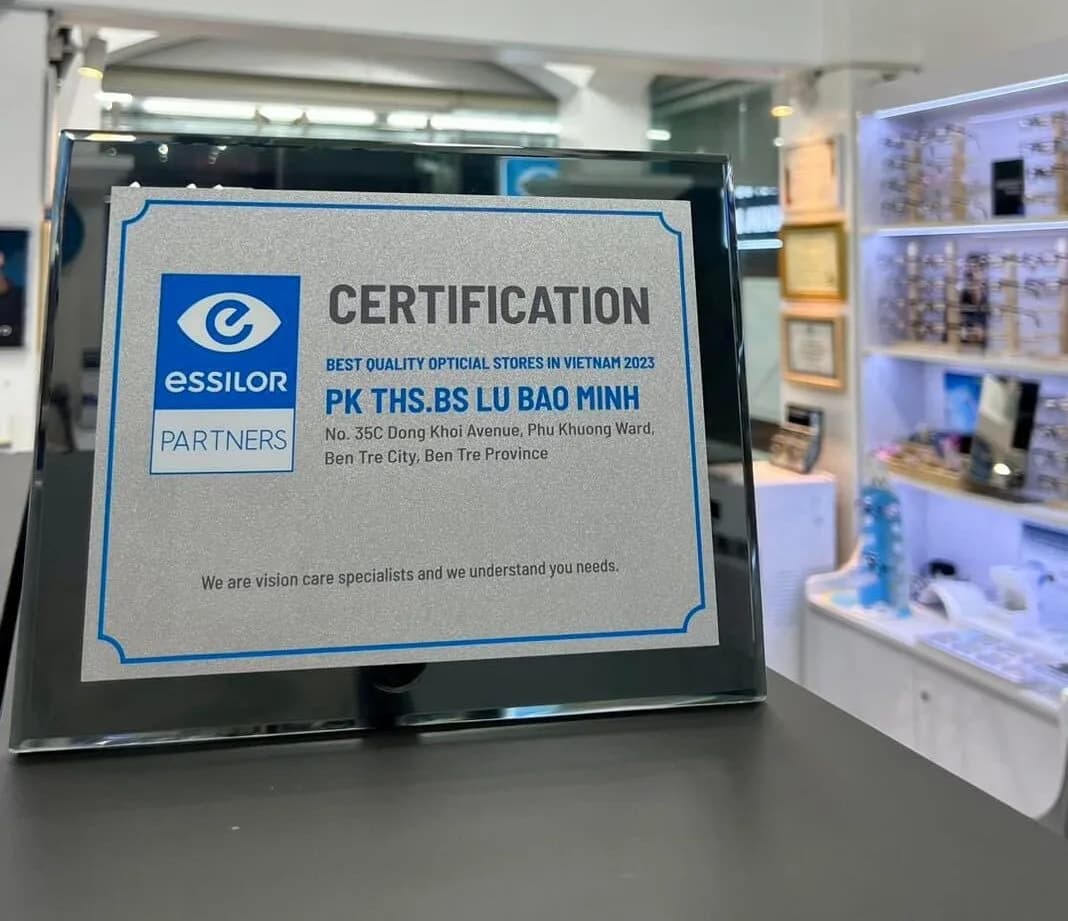 essilor
PARTNERS
CERTIFICATION
BEST QUALITY OPTICIAL STORES IN VIETNAM 2023
PK THS.BS LU BAO MINH
No. 35C Dong Khoi Avenue, Phu Khuong Ward,
Ben Tre City, Ben Tre Province
We are vision care specialists and we understand you needs.